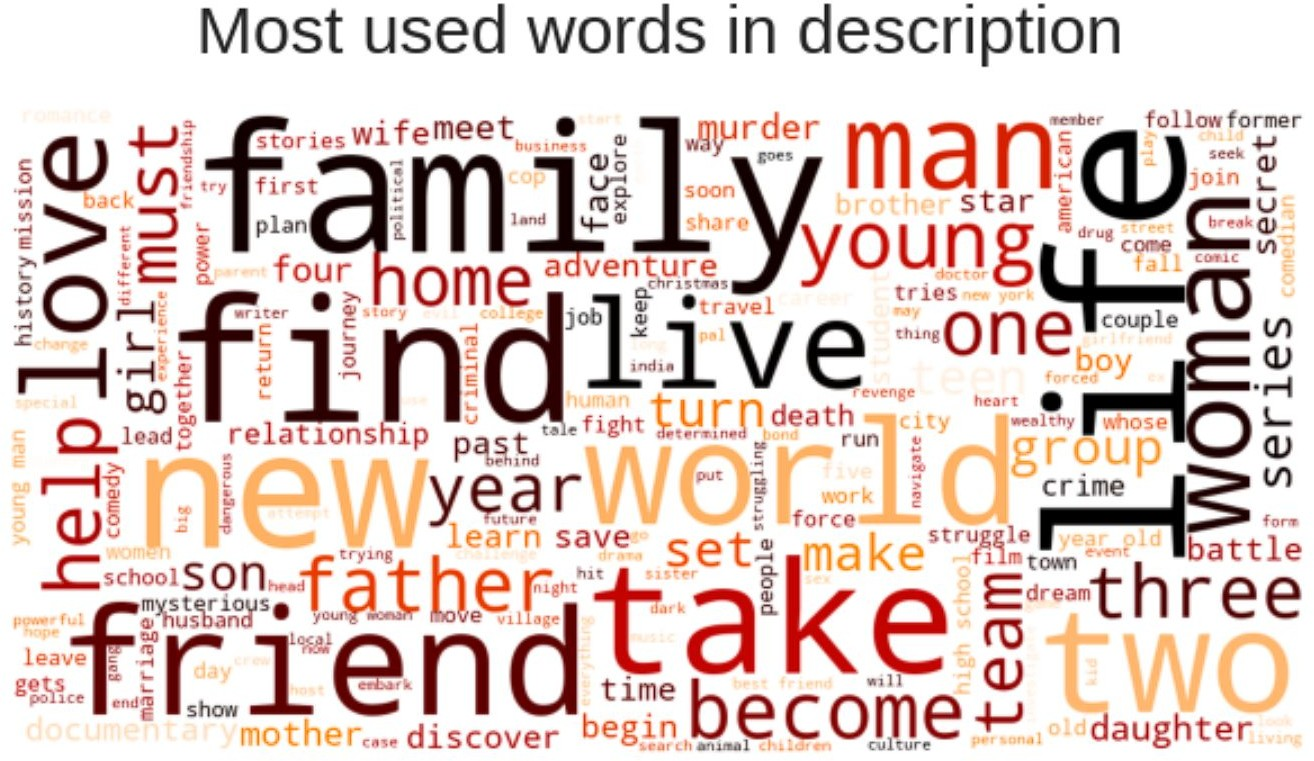 Most used words in description
romance
stories
wife
meet
start
business
murder
way
goes
man
member
follow
former
child
seek
play
life
american
love
must
friendship
family
try
first
cop
face
explore
soon
share
brother
star
join
secret
back
plan
political
land
young
drug
street
come
fall
break
comic
comedian
history
mission
different
power
parent
four
home
adventure
christmas
doctor
tries
new york
girl
experience
find
writer
journey
story
evil
college
job
keep
live
travel
career
student
may
thing
one
couple
girlfriend
woman
change
return
criminal
pal
long
india
teen
boy
forced
ex
series
special
together
use
human
tale
fight
turn
death
revenge
heart
wealthy
whose
help
lead
relationship
past
behind
determined
bond
run
city
group
young man
comedy
new
dangerous
year
world
put
struggling
five
work
navigate
crime
big
attempt
future
force
form
women
learn
save
go
set
make
struggle
year old
event
battle
trying
challenge
drama
film
town
school
son
head
father
night
hit
sister
people
sex
high school
team
dream
three
game
mysterious
husband
young woman
move
village
dark
take
powerful
hope
friend
local
now
music
two
kid
leave
gang
marriage
day
crew
host
embark
everything
time
best friend
will
gets
police
end
show
become
investigate
old
daughter
look
living
documentary
mother
case
discover
begin
search
animal
children
culture
personal